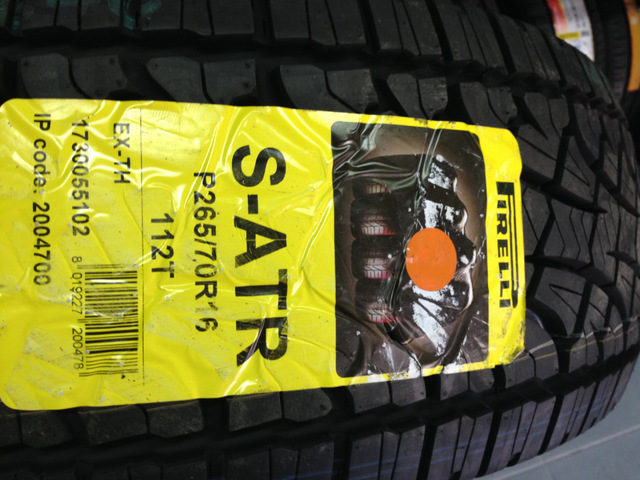 PIRELLI
S-ATR
P265/70R16
112T
EX-TH
1730055102
IP code: 2004700
8 019227 200478